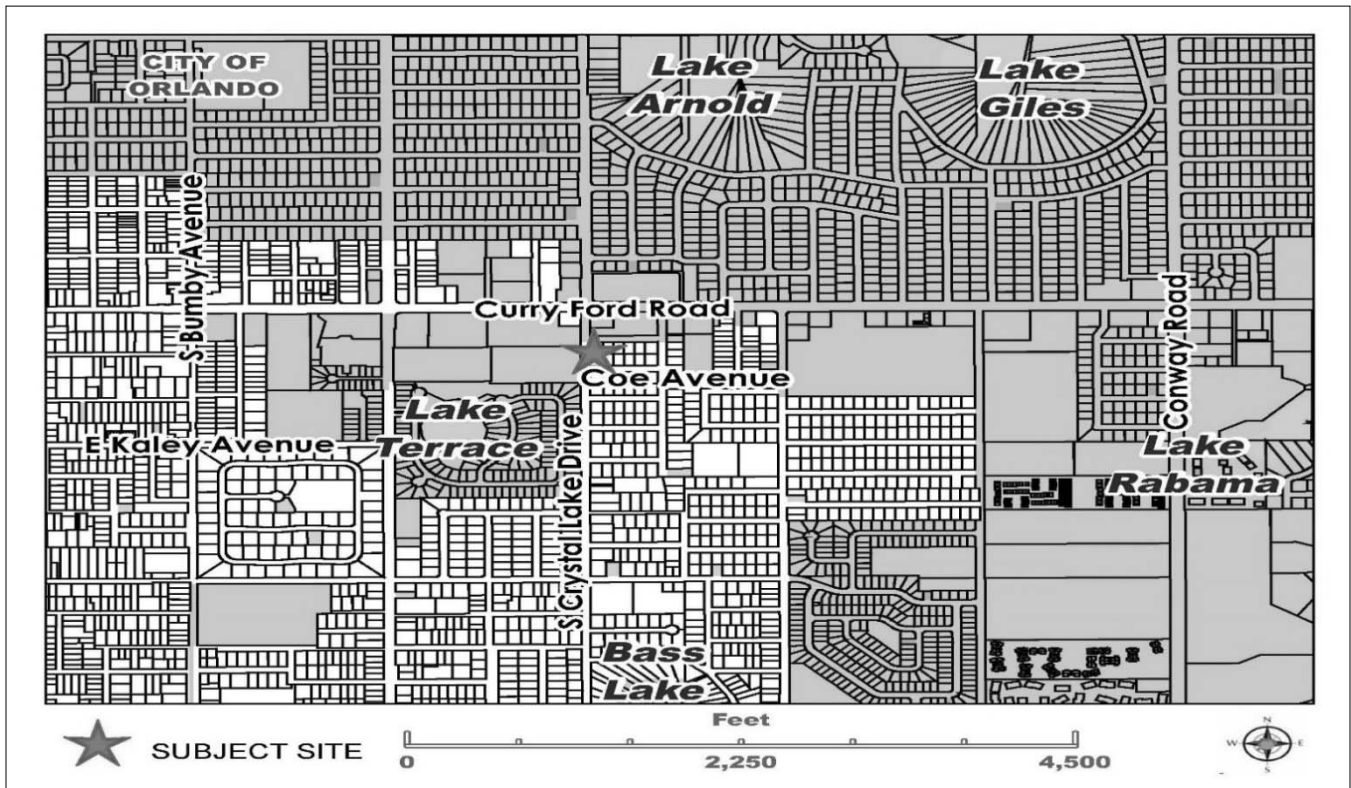 CITY OF
ORLANDO
Lake
Arnold
Lake
Giles
S Bumby Avenue
Curry Ford Road
Conway Road
Coe Avenue
Lake
Terrace
E Kaley Avenue
S Crystal Lake Drive
Lake
Rabama
Bass
Lake
SUBJECT SITE
Feet
0
2,250
4,500
N
W
E
S